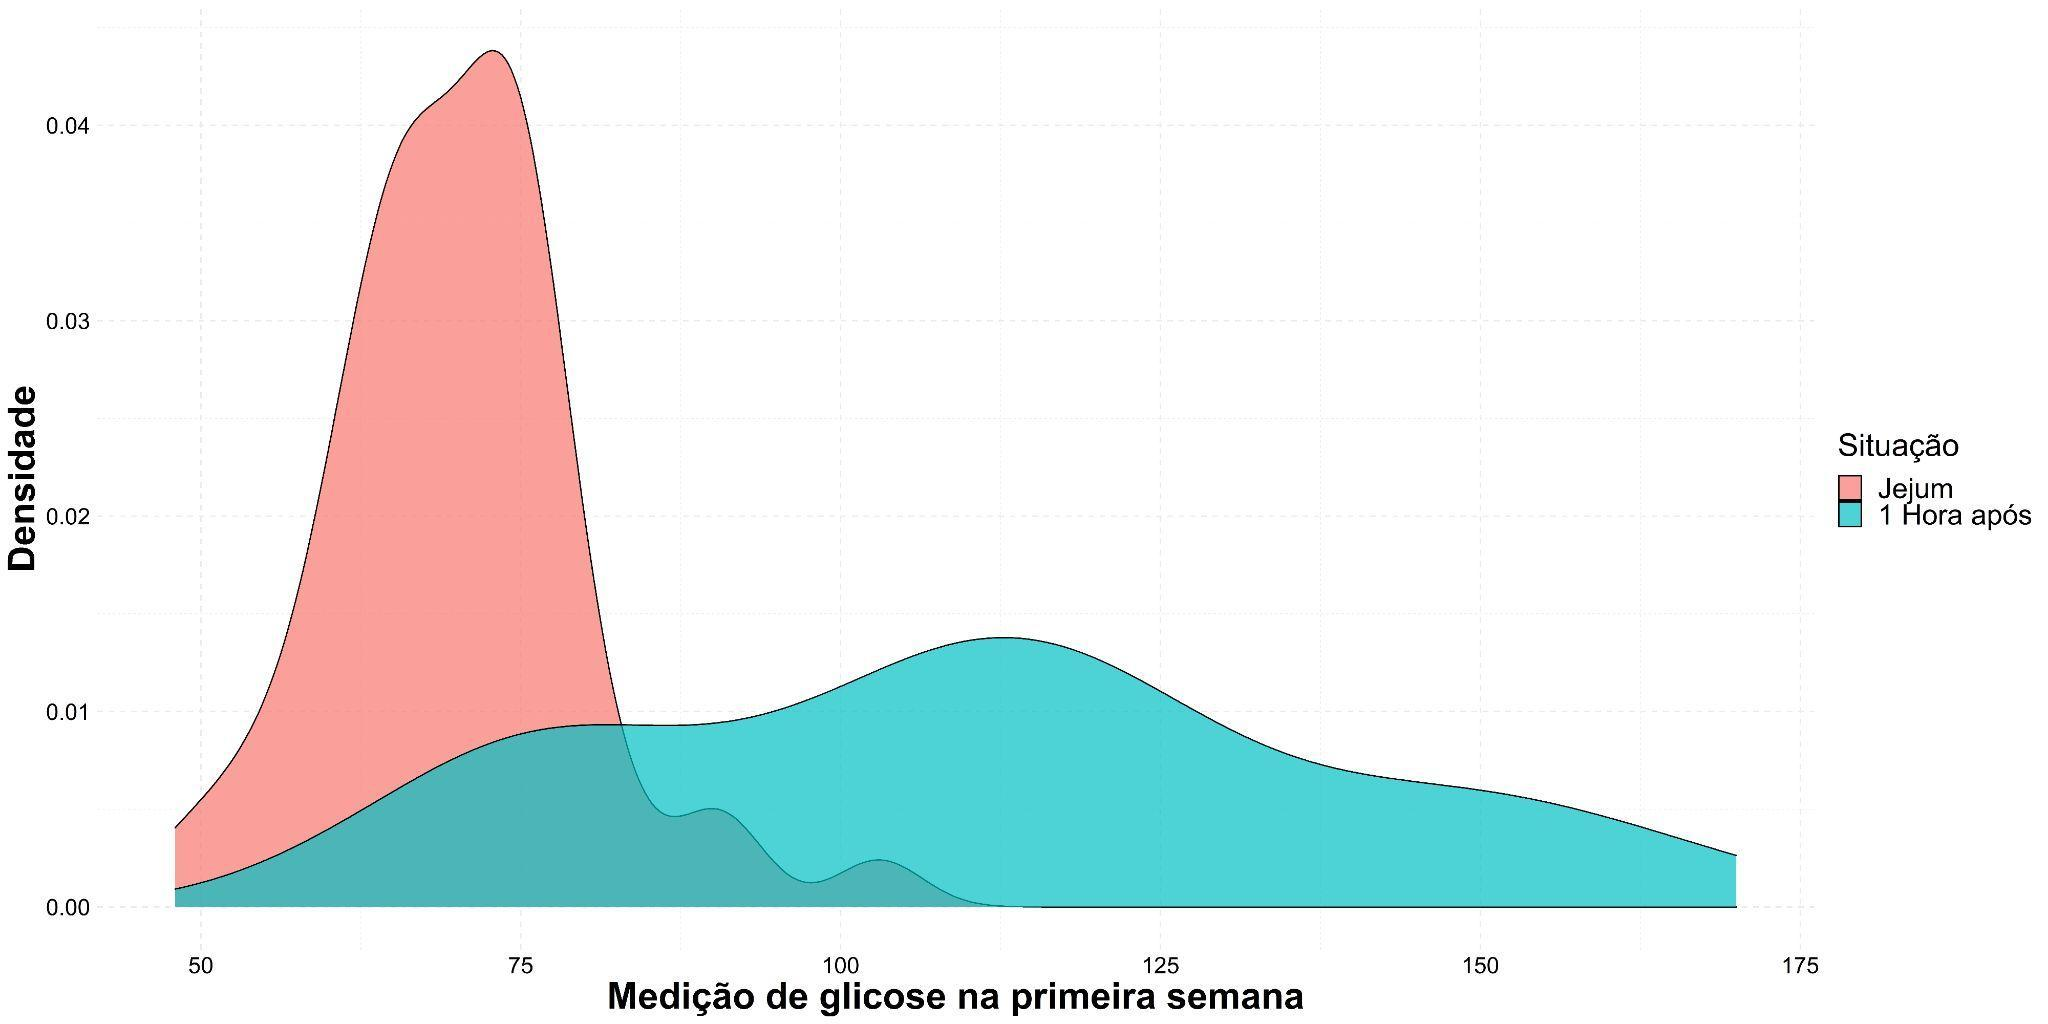 Densidade
0.04
0.03
0.02
0.01
0.00
50 75 100 125 150 175
Medição de glicose na primeira semana
Situação
Jejum
1 Hora após